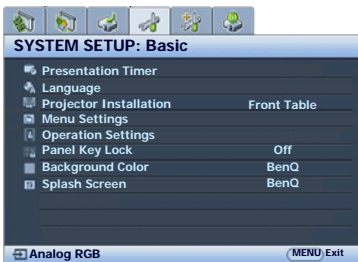 SYSTEM SETUP: Basic
Presentation Timer
Language
Projector Installation Front Table
Menu Settings
Operation Settings
Panel Key Lock Off
Background Color BenQ
Splash Screen BenQ
Analog RGB MENU Exit